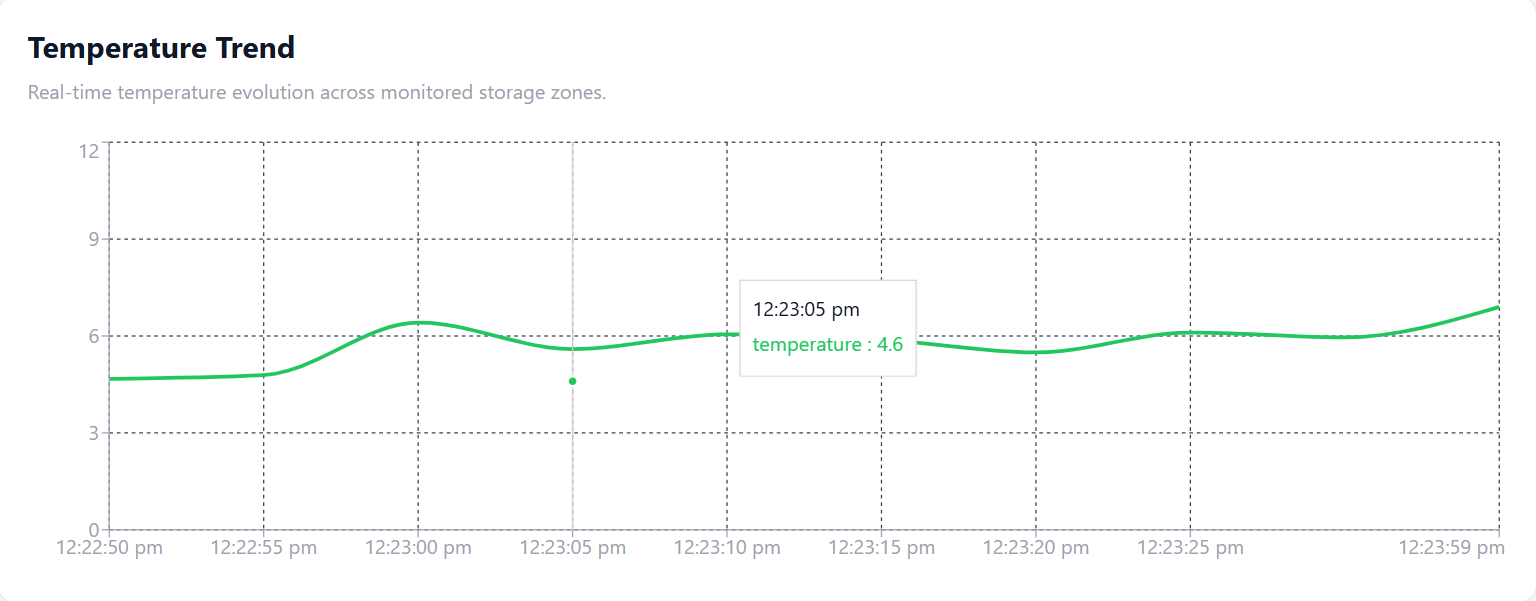 Temperature Trend
Real-time temperature evolution across monitored storage zones.
12
9
6
3
0
12:23:05 pm
temperature : 4.6
12:22:50 pm 12:22:55 pm 12:23:00 pm 12:23:05 pm 12:23:10 pm 12:23:15 pm 12:23:20 pm 12:23:25 pm 12:23:59 pm